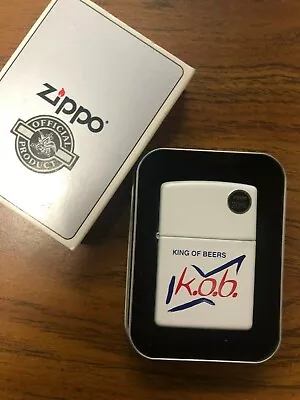 Zippo
OFFICIAL
PRODUCT
KING OF BEERS
k.o.b.